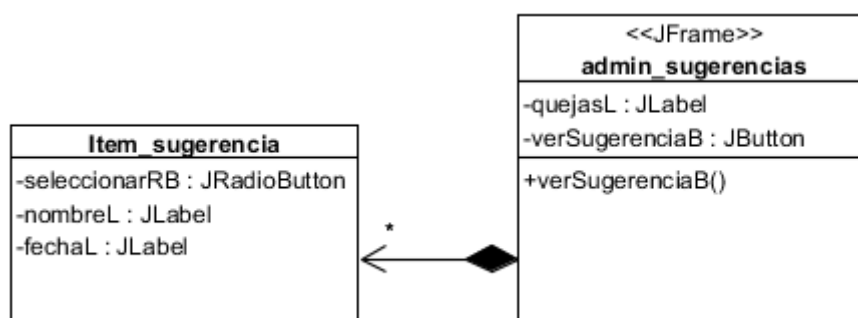 Item_sugerencia
-seleccionarRB : JRadioButton
-nombreL : JLabel
-fechaL : JLabel
*
<<JFrame>>
admin_sugerencias
-quejasL : JLabel
-verSugerenciaB : JButton
+verSugerenciaB()